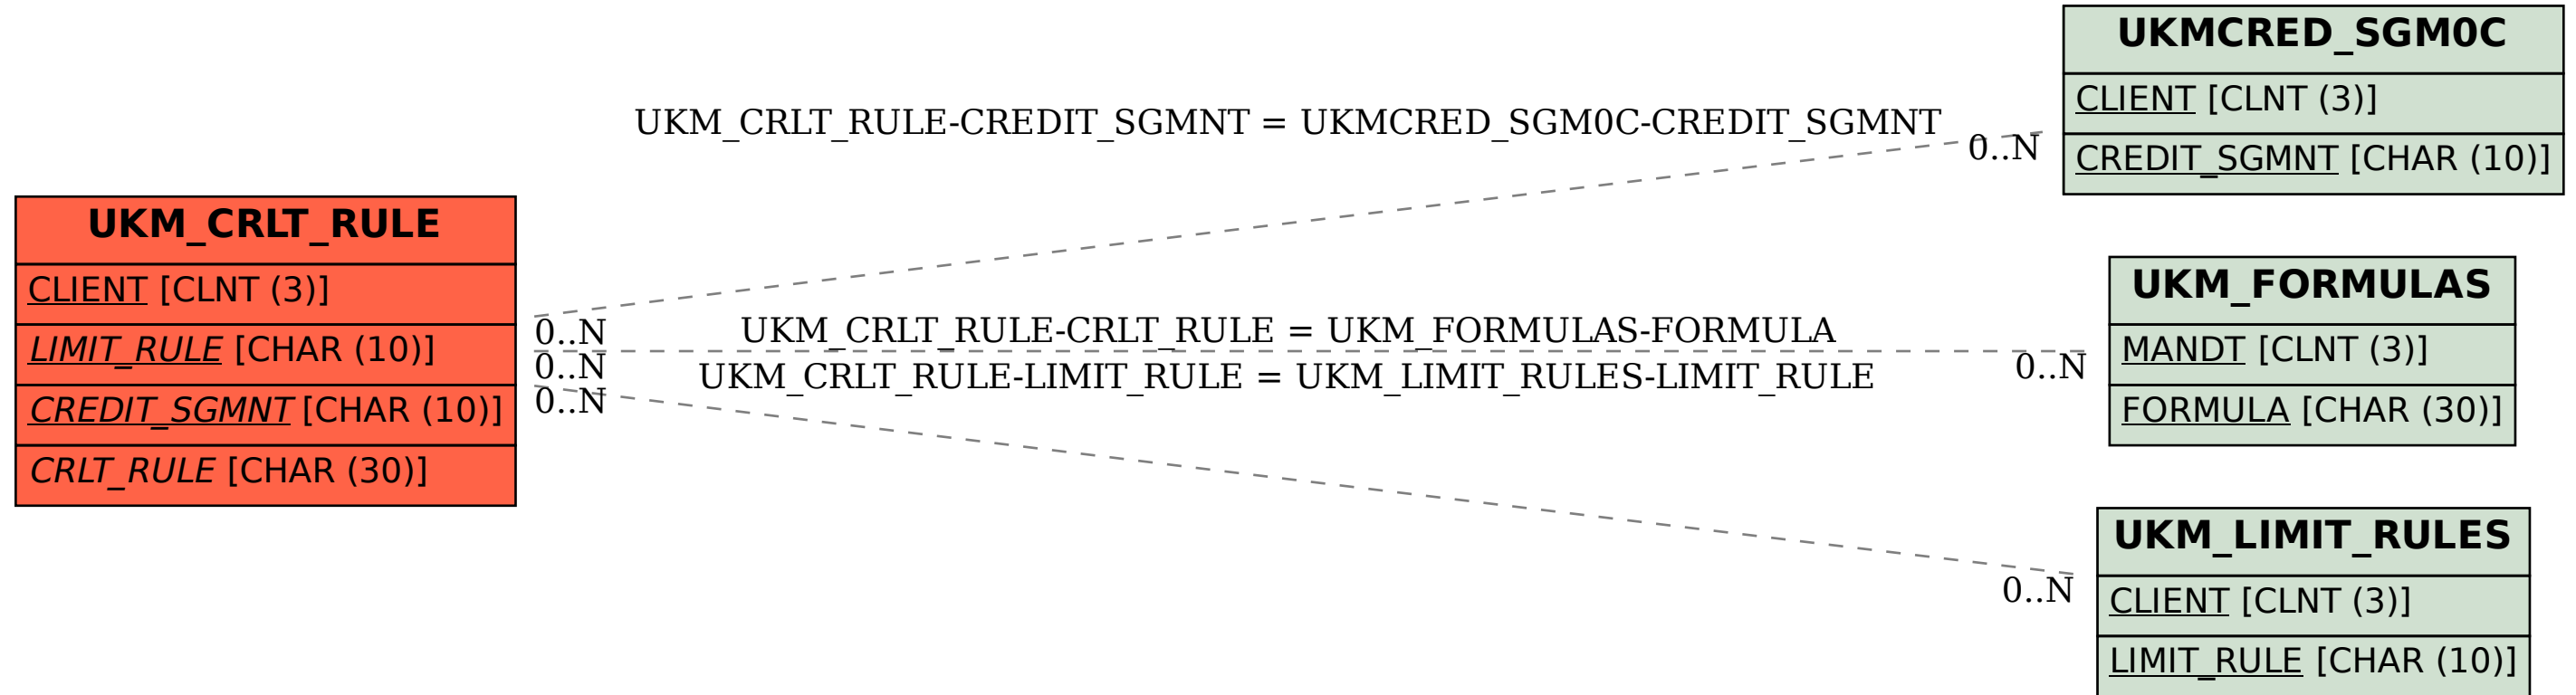 UKMCRED_SGM0C
CLIENT [CLNT (3)]
CREDIT_SGMNT [CHAR (10)]
UKM_CRLT_RULE-CREDIT_SGMNT = UKMCRED_SGM0C-CREDIT_SGMNT
0..N
0..N
UKM_CRLT_RULE
CLIENT [CLNT (3)]
LIMIT_RULE [CHAR (10)]
CREDIT_SGMNT [CHAR (10)]
CRLT_RULE [CHAR (30)]
UKM_CRLT_RULE-CRLT_RULE = UKM_FORMULAS-FORMULA
0..N
0..N
UKM_FORMULAS
MANDT [CLNT (3)]
FORMULA [CHAR (30)]
UKM_CRLT_RULE-LIMIT_RULE = UKM_LIMIT_RULES-LIMIT_RULE
0..N
0..N
UKM_LIMIT_RULES
CLIENT [CLNT (3)]
LIMIT_RULE [CHAR (10)]